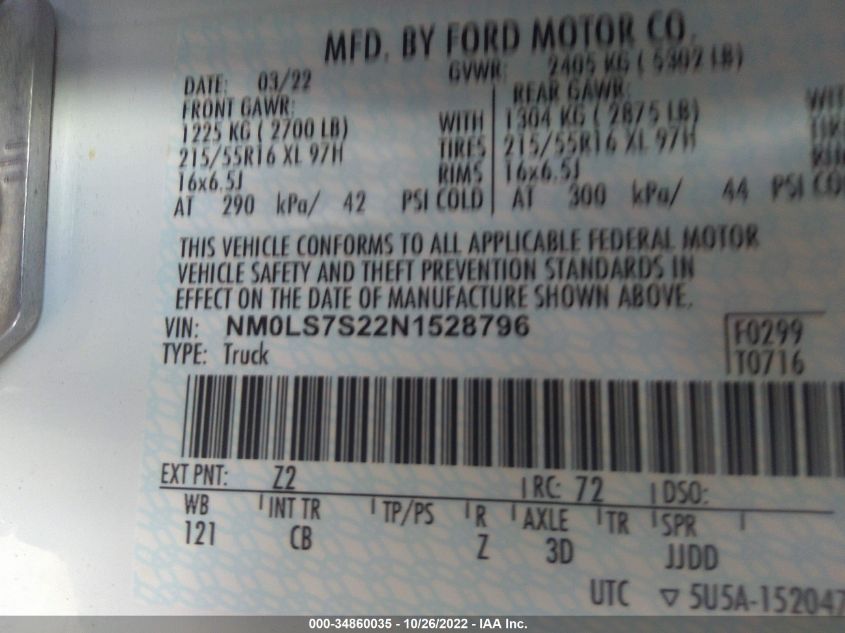 MFD. BY FORD MOTOR CO.
DATE: 03/22 GVWR: 2405 KG ( 5302 LB)
FRONT GAWR: REAR GAWR:
1225 KG ( 2700 LB) WITH 1304 KG ( 2875 LB) WIT
215/55R16 XL 97H TIRES 215/55R16 XL 97H
16x6.5J RIMS 16x6.5J
AT 290 kPa/ 42 PSI COLD AT 300 kPa/ 44 PSI CO
THIS VEHICLE CONFORMS TO ALL APPLICABLE FEDERAL MOTOR
VEHICLE SAFETY AND THEFT PREVENTION STANDARDS IN
EFFECT ON THE DATE OF MANUFACTURE SHOWN ABOVE.
VIN: NM0LS7S22N1528796 F0299
TYPE: Truck T0716
EXT PNT: Z2 RC: 72 DSO:
WB INT TR TP/PS R AXLE TR SPR
121 CB Z 3D JJDD
UTC ▽ 5U5A-152047
000-34860035 - 10/26/2022 - IAA Inc.